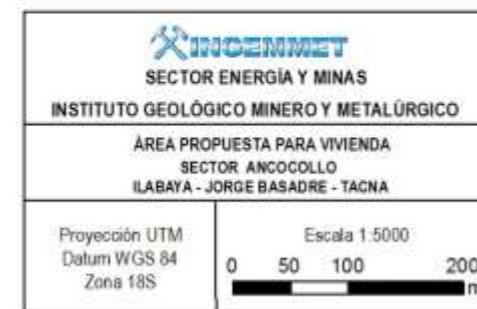 INGEMMET
SECTOR ENERGÍA Y MINAS
INSTITUTO GEOLÓGICO MINERO Y METALÚRGICO
ÁREA PROPUESTA PARA VIVIENDA
SECTOR ANCOCOLLO
ILABAYA - JORGE BASADRE - TACNA
Proyección UTM
Datum WGS 84
Zona 18S
Escala 1:5000
0 50 100 200
m